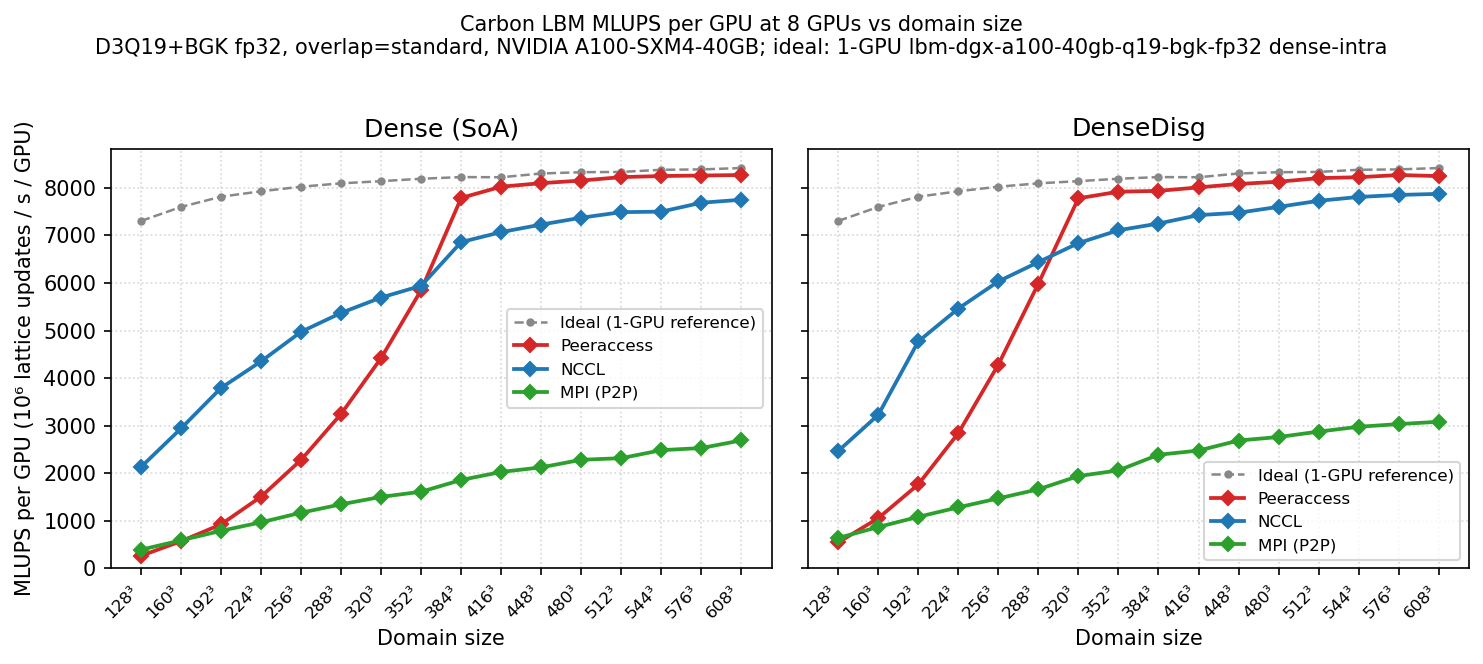 Carbon LBM MLUPS per GPU at 8 GPUs vs domain size
D3Q19+BGK fp32, overlap=standard, NVIDIA A100-SXM4-40GB; ideal: 1-GPU lbm-dgx-a100-40gb-q19-bgk-fp32 dense-intra
Dense (SoA)
MLUPS per GPU (10⁶ lattice updates / s / GPU)
8000
7000
6000
5000
4000
3000
2000
1000
0
Ideal (1-GPU reference)
Peeraccess
NCCL
MPI (P2P)
128³
160³
192³
224³
256³
288³
320³
352³
384³
416³
448³
480³
512³
544³
576³
608³
Domain size
DenseDisg
Ideal (1-GPU reference)
Peeraccess
NCCL
MPI (P2P)
128³
160³
192³
224³
256³
288³
320³
352³
384³
416³
448³
480³
512³
544³
576³
608³
Domain size